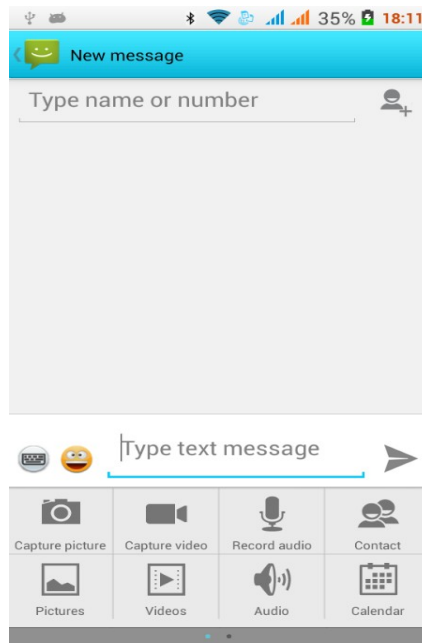 35% 18:11
New message
Type name or number
Type text message
Capture picture Capture video Record audio Contact
Pictures Videos Audio Calendar